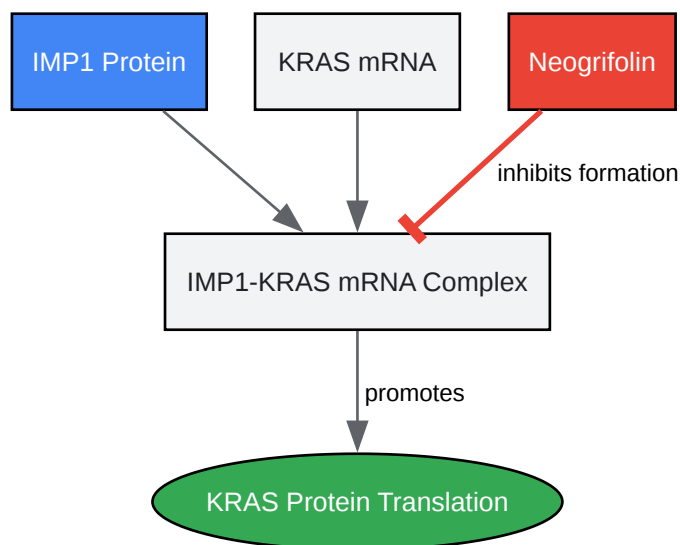 IMP1 Protein
KRAS mRNA
Neogrifolin
inhibits formation
IMP1-KRAS mRNA Complex
promotes
KRAS Protein Translation